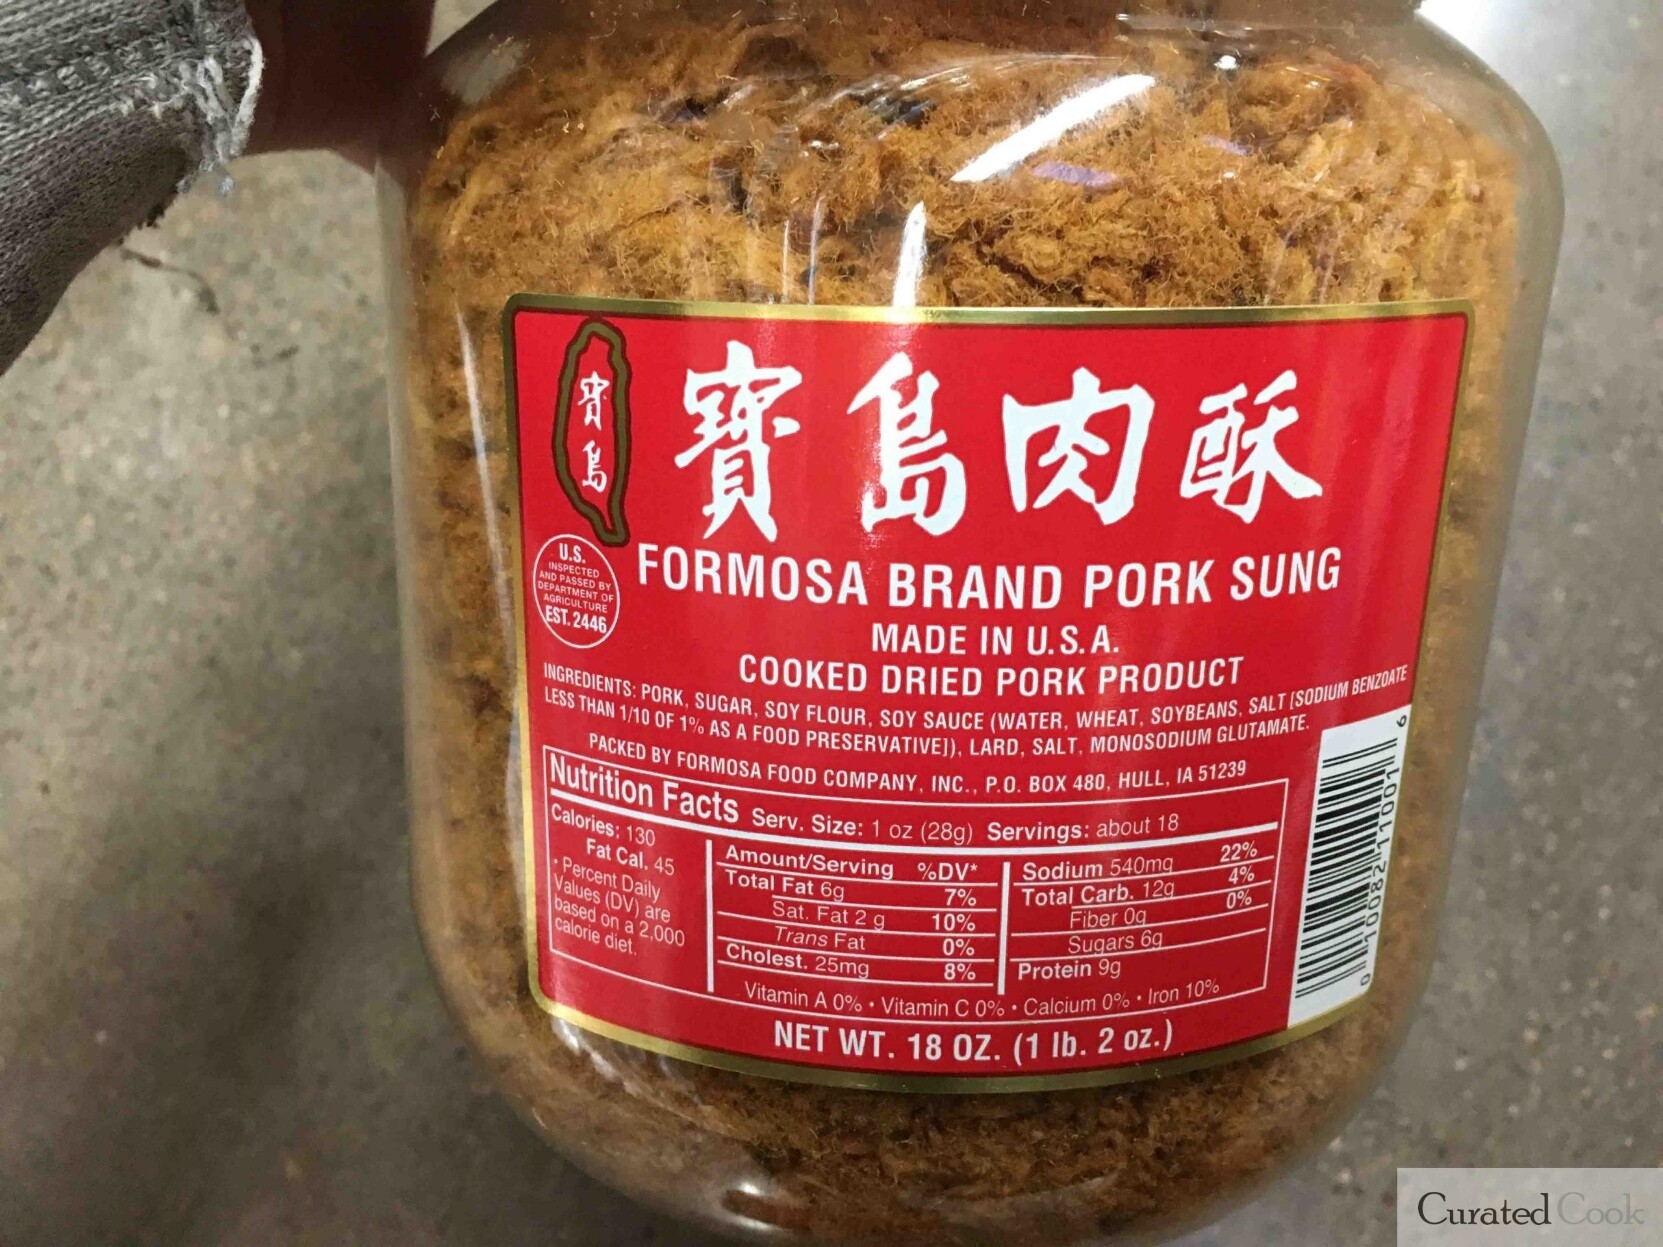 寶島
寶島肉酥
U.S.
INSPECTED
AND PASSED BY
DEPARTMENT OF
AGRICULTURE
EST. 2446
FORMOSA BRAND PORK SUNG
MADE IN U.S.A.
COOKED DRIED PORK PRODUCT
INGREDIENTS: PORK, SUGAR, SOY FLOUR, SOY SAUCE (WATER, WHEAT, SOYBEANS, SALT [SODIUM BENZOATE
LESS THAN 1/10 OF 1% AS A FOOD PRESERVATIVE]), LARD, SALT, MONOSODIUM GLUTAMATE.
PACKED BY FORMOSA FOOD COMPANY, INC., P.O. BOX 480, HULL, IA 51239
Nutrition Facts Serv. Size: 1 oz (28g) Servings: about 18
Calories: 130
Fat Cal. 45
• Percent Daily
Values (DV) are
based on a 2,000
calorie diet.
Amount/Serving %DV*
Total Fat 6g 7%
Sat. Fat 2 g 10%
Trans Fat 0%
Cholest. 25mg 8%
Sodium 540mg 22%
Total Carb. 12g 4%
Fiber 0g 0%
Sugars 6g
Protein 9g
Vitamin A 0% • Vitamin C 0% • Calcium 0% • Iron 10%
NET WT. 18 OZ. (1 lb. 2 oz.)
0 10082 11001 6
Curated Cook